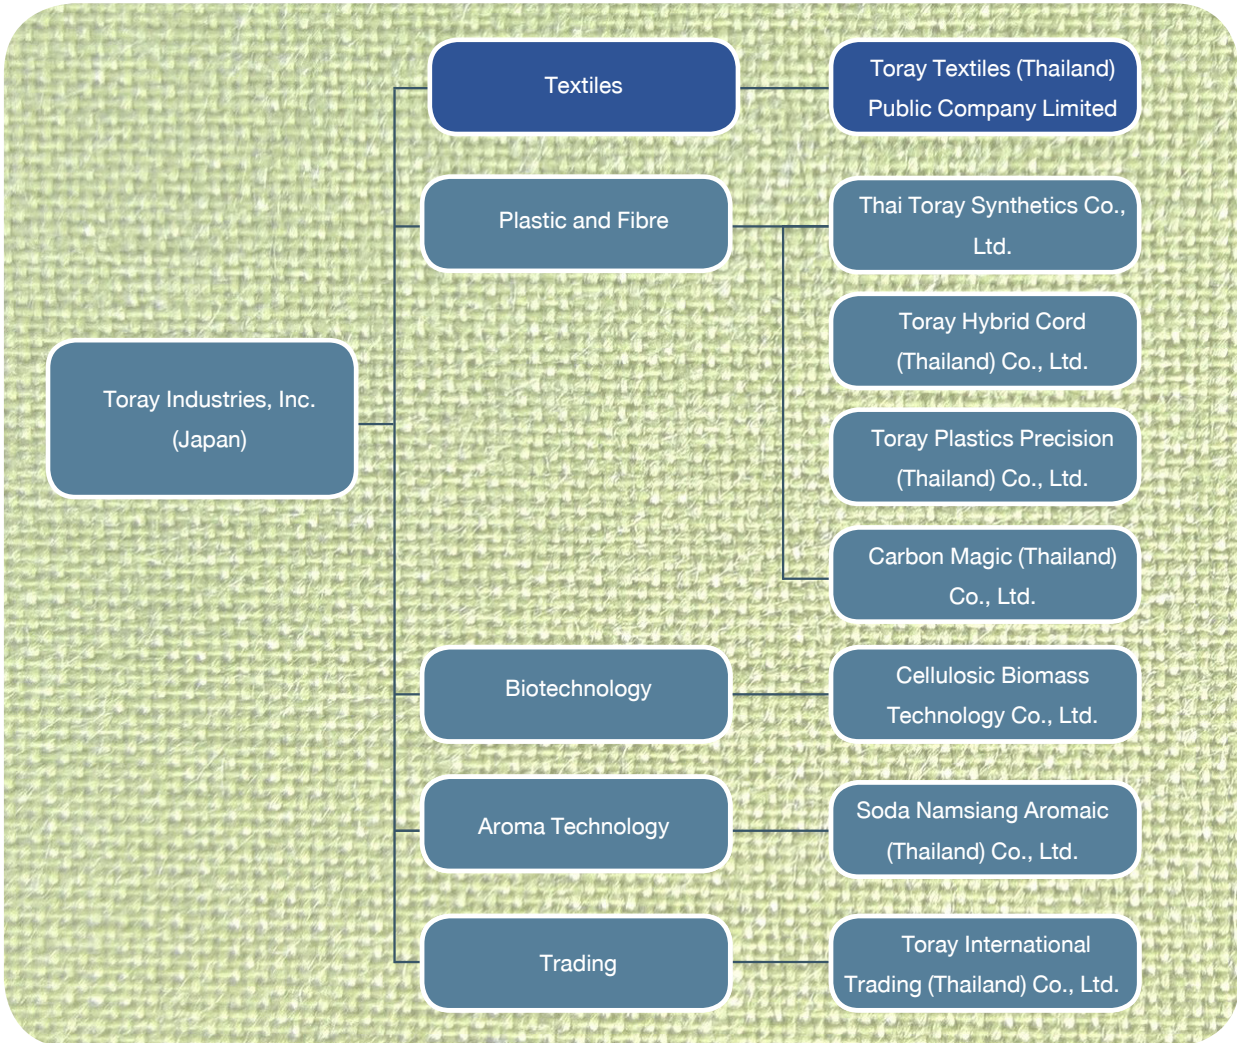 Textiles
Toray Textiles (Thailand)
Public Company Limited
Plastic and Fibre
Thai Toray Synthetics Co.,
Ltd.
Toray Hybrid Cord
(Thailand) Co., Ltd.
Toray Industries, Inc.
(Japan)
Toray Plastics Precision
(Thailand) Co., Ltd.
Carbon Magic (Thailand)
Co., Ltd.
Biotechnology
Cellulosic Biomass
Technology Co., Ltd.
Aroma Technology
Soda Namsiang Aromaic
(Thailand) Co., Ltd.
Trading
Toray International
Trading (Thailand) Co., Ltd.